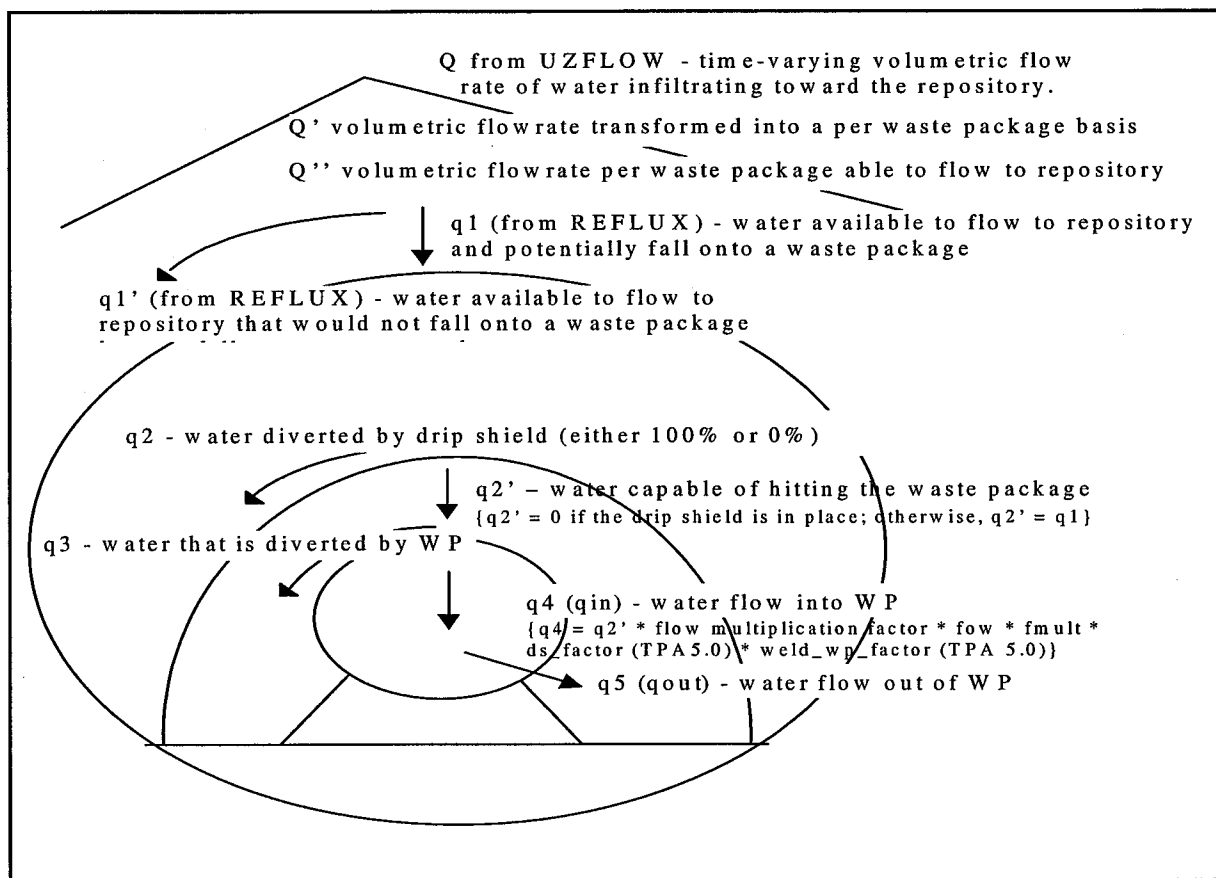 Q from UZFLOW - time-varying volumetric flow
rate of water infiltrating toward the repository.
Q' volumetric flowrate transformed into a per waste package basis
Q'' volumetric flowrate per waste package able to flow to repository
q1 (from REFLUX) - water available to flow to repository
and potentially fall onto a waste package
q1' (from REFLUX) - water available to flow to
repository that would not fall onto a waste package
q2 - water diverted by drip shield (either 100% or 0%)
q2' – water capable of hitting the waste package
{q2' = 0 if the drip shield is in place; otherwise, q2' = q1}
q3 - water that is diverted by WP
q4 (qin) - water flow into WP
{q4 = q2' * flow multiplication factor * fow * fmult *
ds_factor (TPA5.0) * weld_wp_factor (TPA 5.0)}
q5 (qout) - water flow out of WP